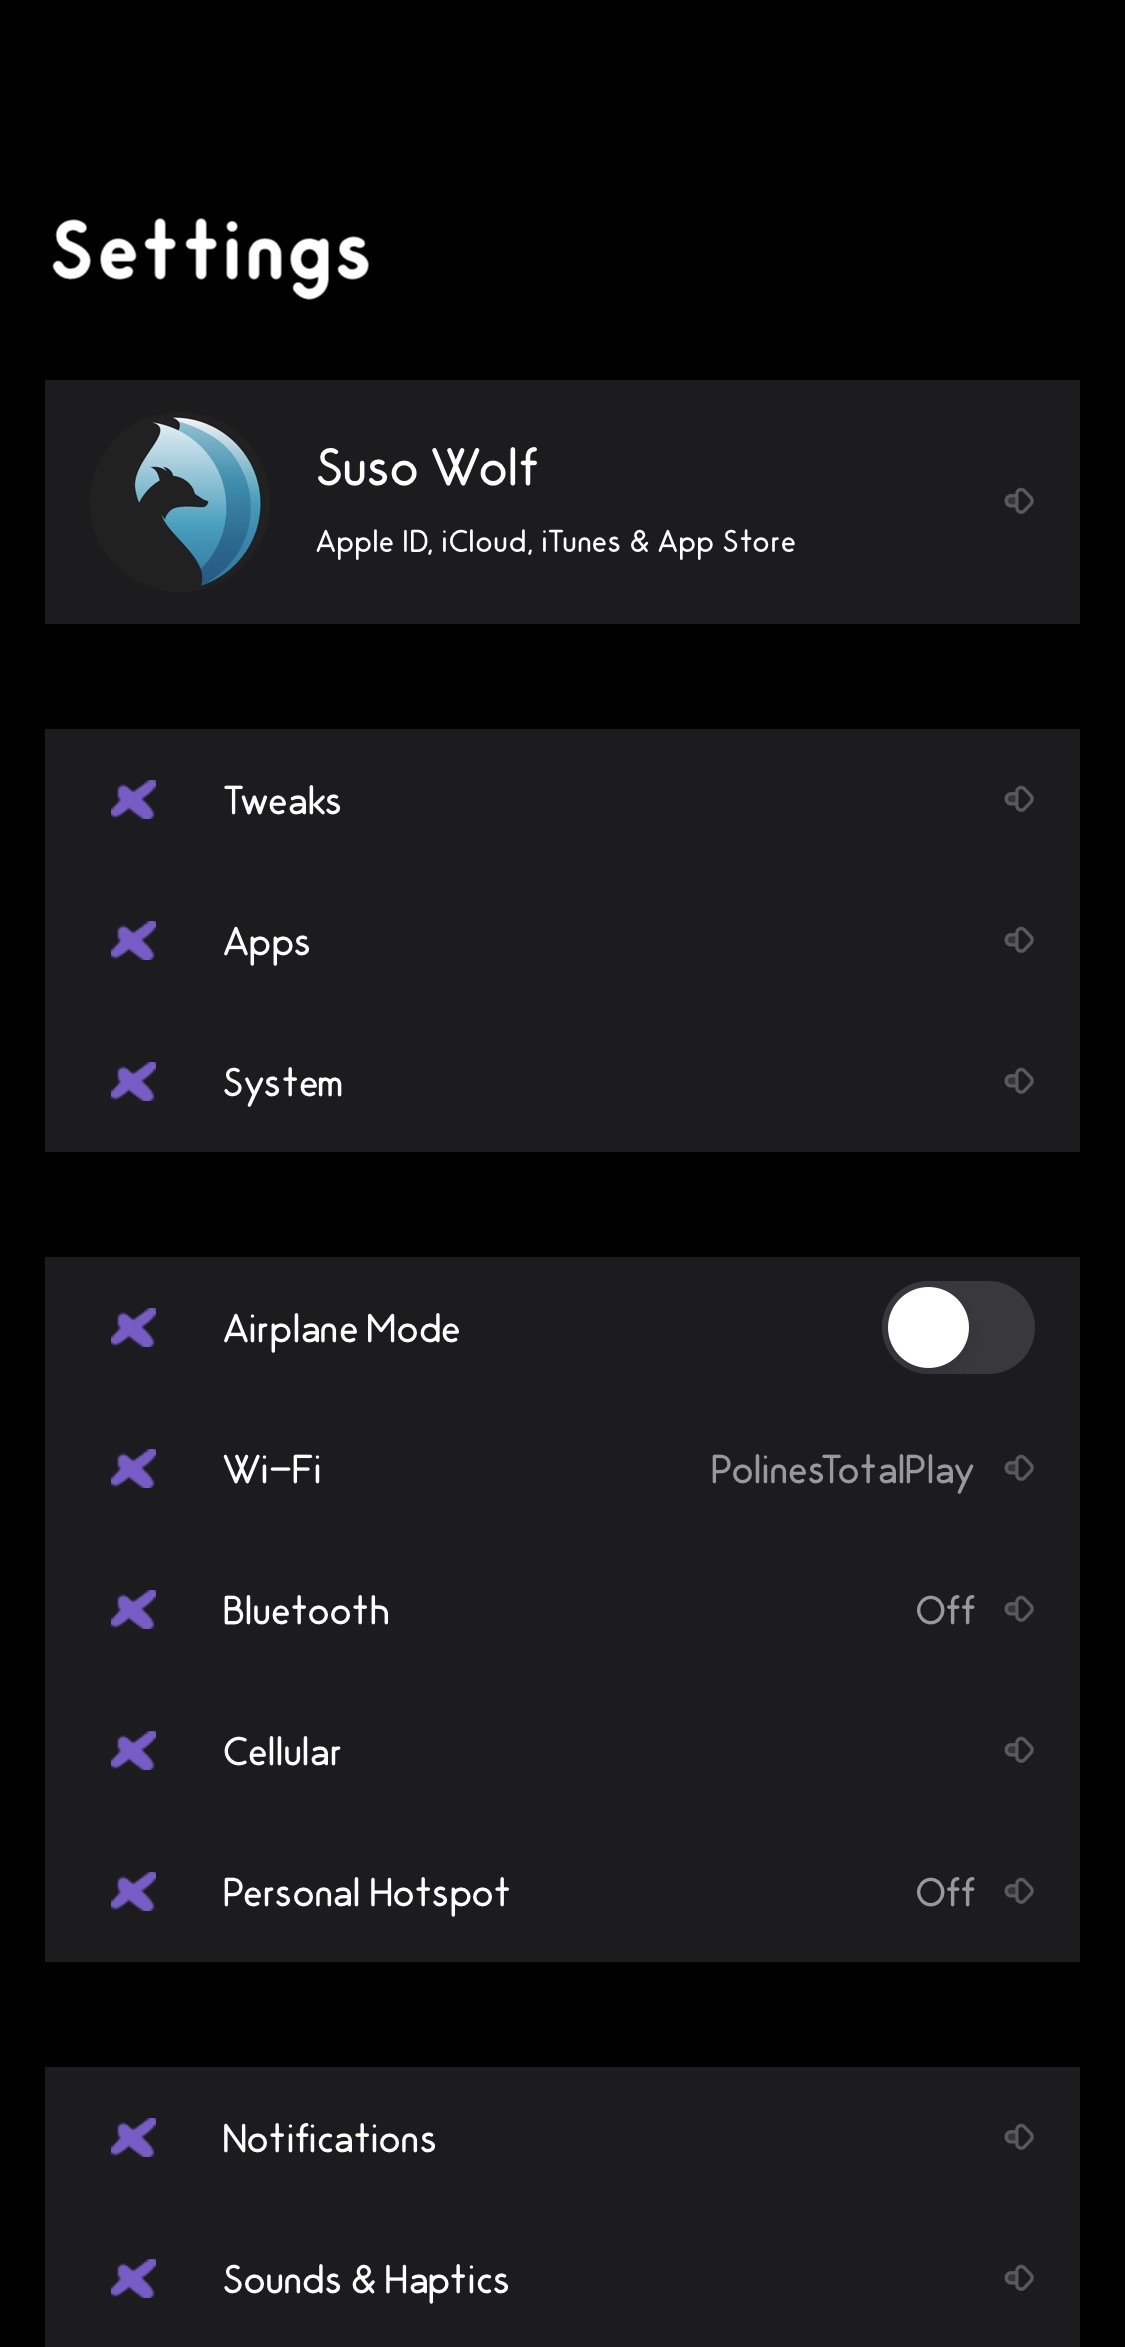 Settings
Suso Wolf
Apple ID, iCloud, iTunes & App Store
Tweaks
Apps
System
Airplane Mode
Wi-Fi PolinesTotalPlay
Bluetooth Off
Cellular
Personal Hotspot Off
Notifications
Sounds & Haptics